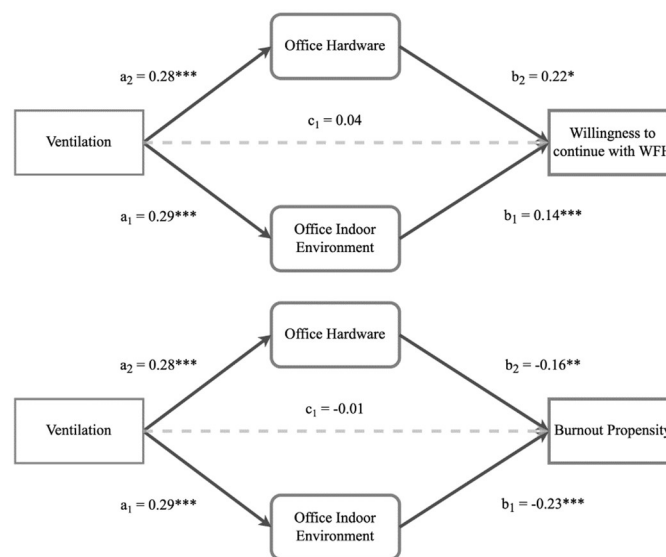 Office Hardware
a₂ = 0.28***
b₂ = 0.22*
c₁ = 0.04
Ventilation
Willingness to
continue with WFH
a₁ = 0.29***
Office Indoor
Environment
b₁ = 0.14***
Office Hardware
a₂ = 0.28***
b₂ = -0.16**
c₁ = -0.01
Ventilation
Burnout Propensity
a₁ = 0.29***
Office Indoor
Environment
b₁ = -0.23***